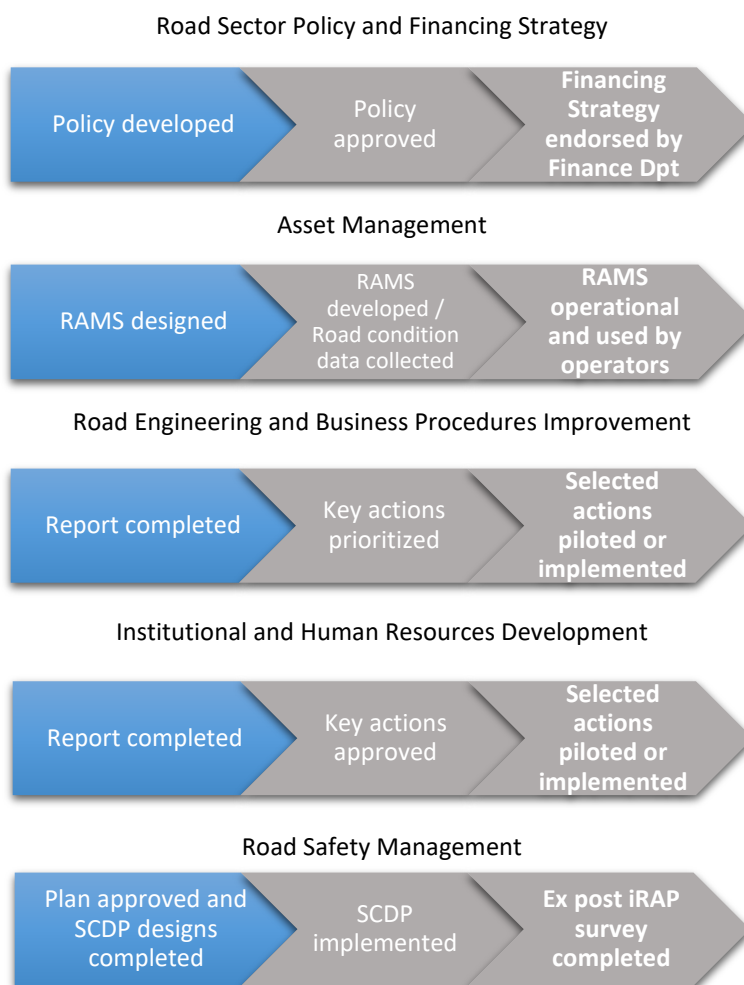 Road Sector Policy and Financing Strategy
Policy developed
Policy
approved
Financing
Strategy
endorsed by
Finance Dpt
Asset Management
RAMS designed
RAMS
developed /
Road condition
data collected
RAMS
operational
and used by
operators
Road Engineering and Business Procedures Improvement
Report completed
Key actions
prioritized
Selected
actions
piloted or
implemented
Institutional and Human Resources Development
Report completed
Key actions
approved
Selected
actions
piloted or
implemented
Road Safety Management
Plan approved and
SCDP designs
completed
SCDP
implemented
Ex post iRAP
survey
completed